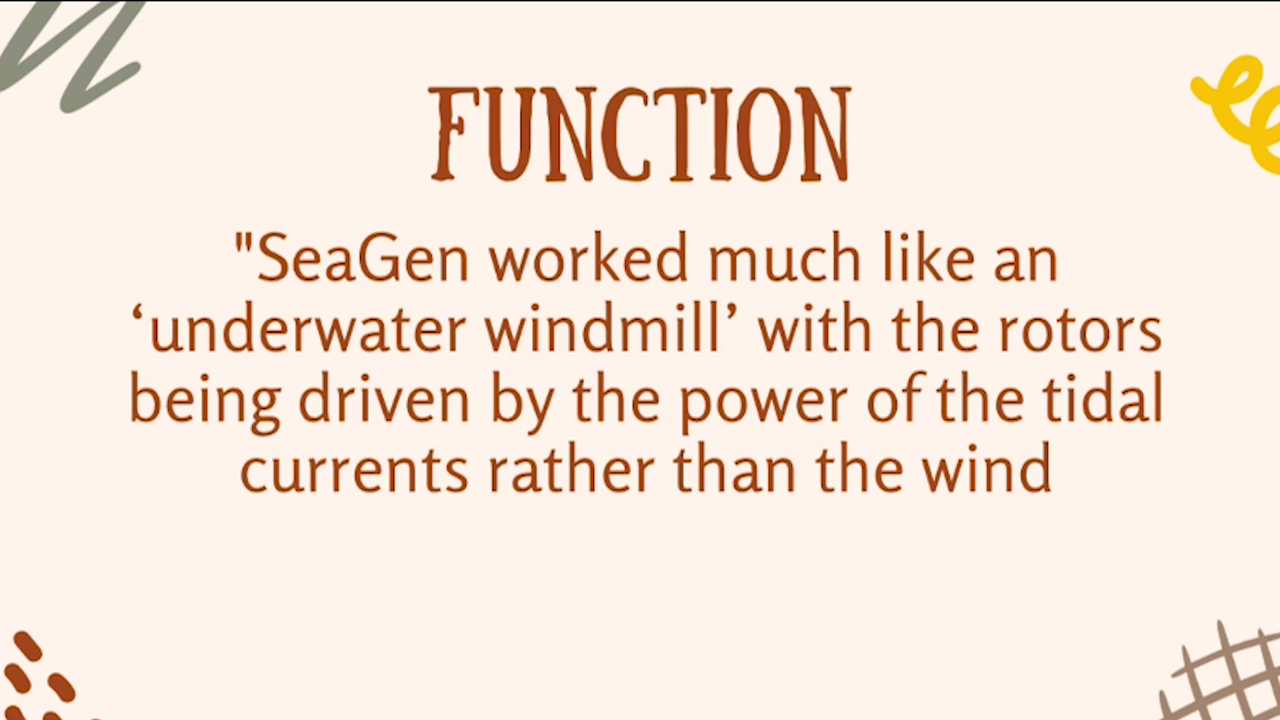 FUNCTION
"SeaGen worked much like an
‘underwater windmill’ with the rotors
being driven by the power of the tidal
currents rather than the wind